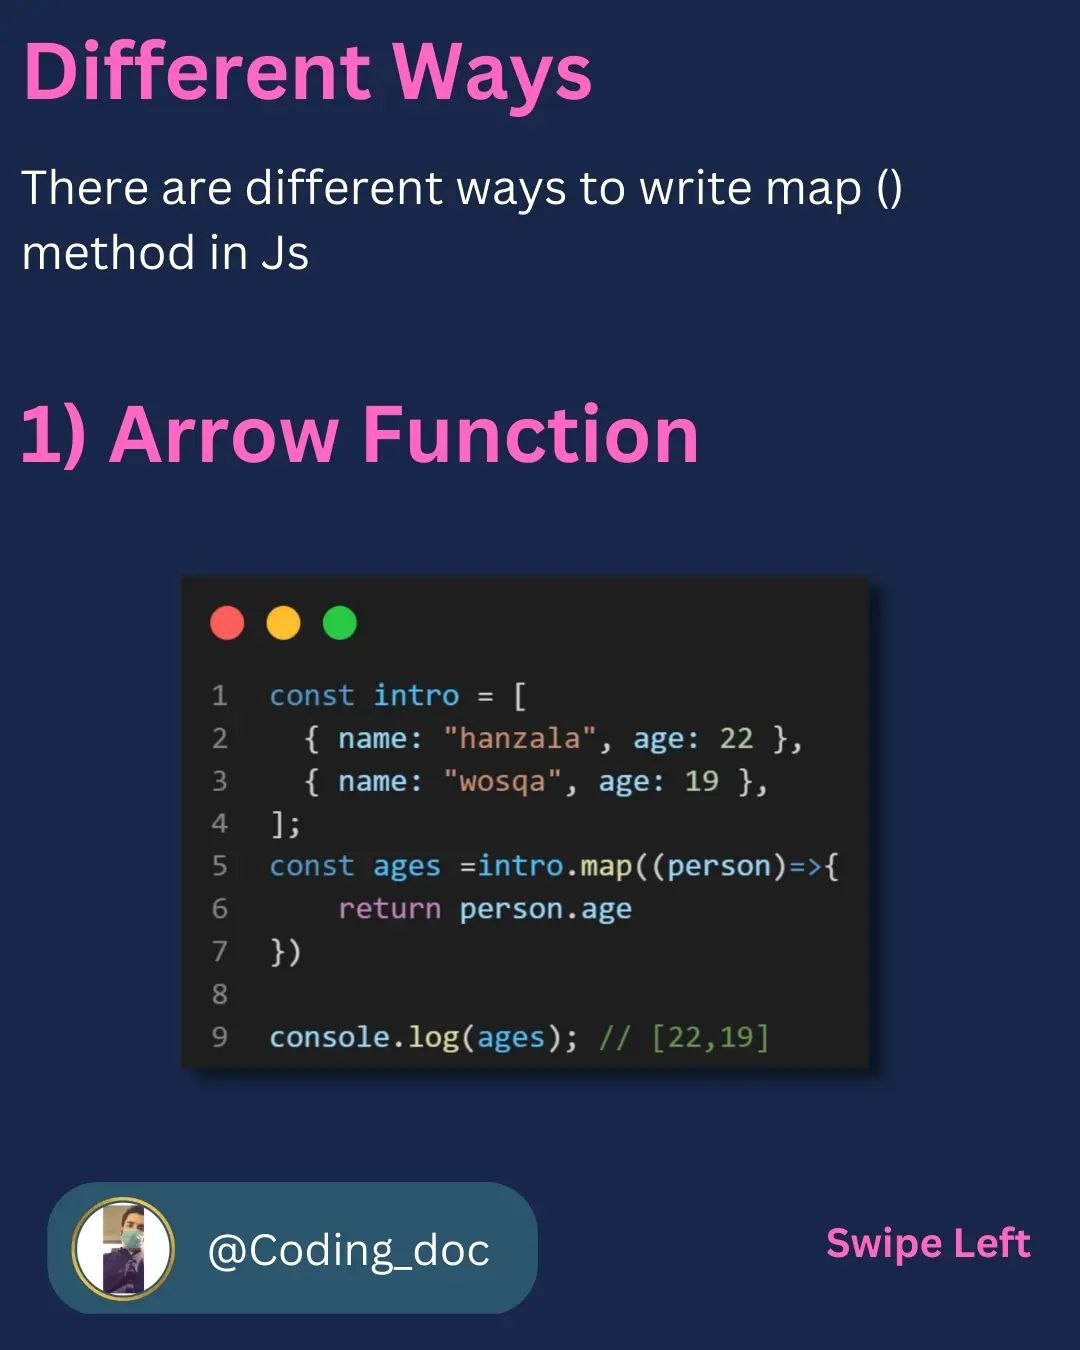 Different Ways
There are different ways to write map ()
method in Js
1) Arrow Function
1 const intro = [
2   { name: "hanzala", age: 22 },
3   { name: "wosqa", age: 19 },
4 ];
5 const ages =intro.map((person)=>{
6     return person.age
7 })
8
9 console.log(ages); // [22,19]
@Coding_doc
Swipe Left